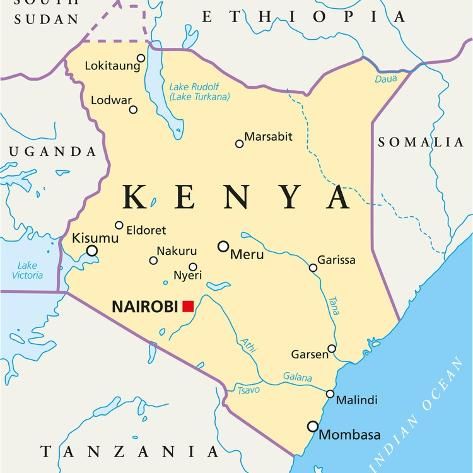 SOUTH
SUDAN
ETHIOPIA
Lokitaung
Lake Rudolf
(Lake Turkana)
Daua
Lodwar
Marsabit
UGANDA
SOMALIA
KENYA
Eldoret
Kisumu
Nakuru
Meru
Garissa
Nyeri
Lake
Victoria
NAIROBI
Tana
Athi
Garsen
Tsavo
Galana
Malindi
Mombasa
TANZANIA
INDIAN OCEAN